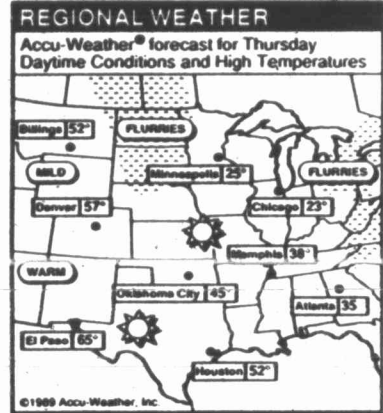 REGIONAL WEATHER
Accu-Weather® forecast for Thursday
Daytime Conditions and High Temperatures
Billings 52°
FLURRIES
MILD
Minneapolis 25°
FLURRIES
Denver 57°
Chicago 23°
Memphis 38°
WARM
Oklahoma City 45°
Atlanta 35
El Paso 65°
Houston 52°
©1989 Accu-Weather, Inc.